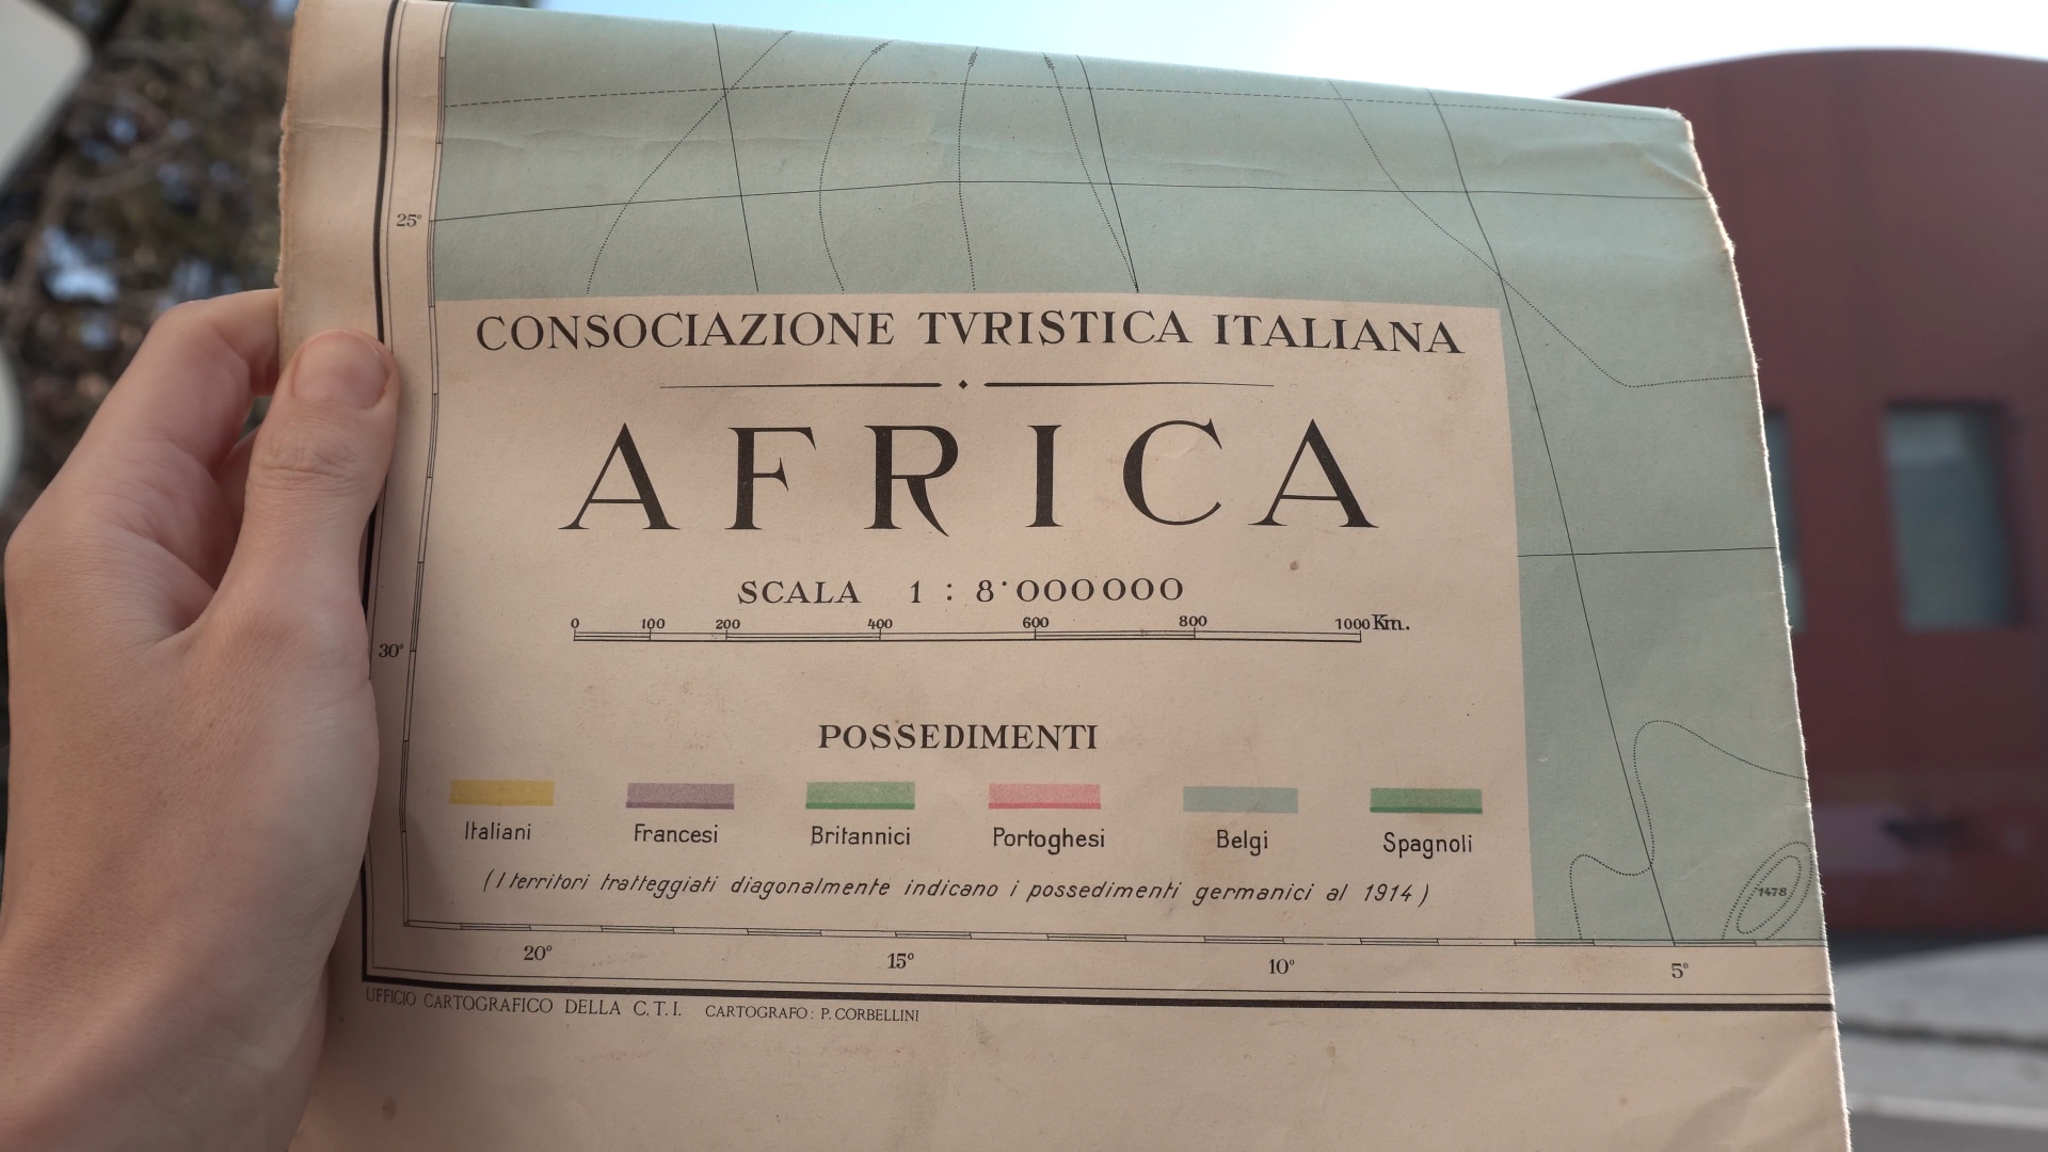 25°
CONSOCIAZIONE TVRISTICA ITALIANA
AFRICA
SCALA 1 : 8˙000000
0 100 200 400 600 800 1000 Km.
30°
POSSEDIMENTI
Italiani Francesi Britannici Portoghesi Belgi Spagnoli
(I territori tratteggiati diagonalmente indicano i possedimenti germanici al 1914)
1478
20° 15° 10° 5°
UFFICIO CARTOGRAFICO DELLA C.T.I. CARTOGRAFO: P. CORBELLINI